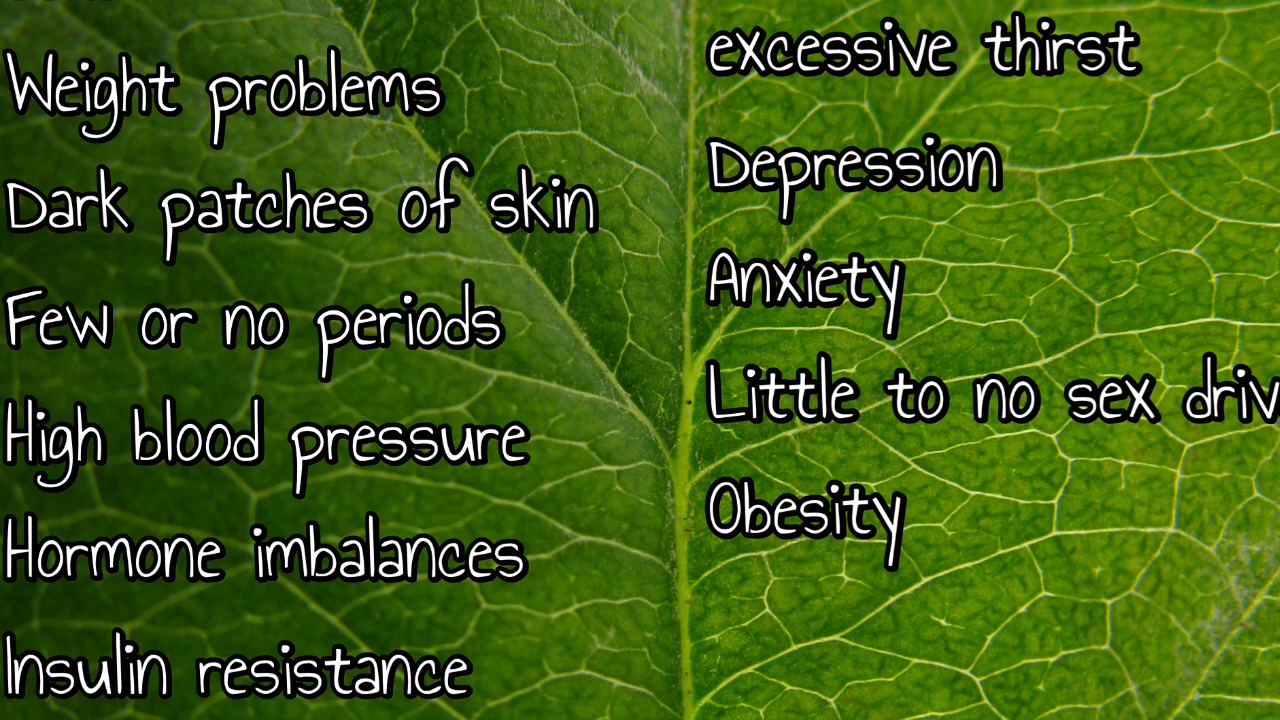 Weight problems
Dark patches of skin
Few or no periods
High blood pressure
Hormone imbalances
Insulin resistance
excessive thirst
Depression
Anxiety
Little to no sex driv
Obesity